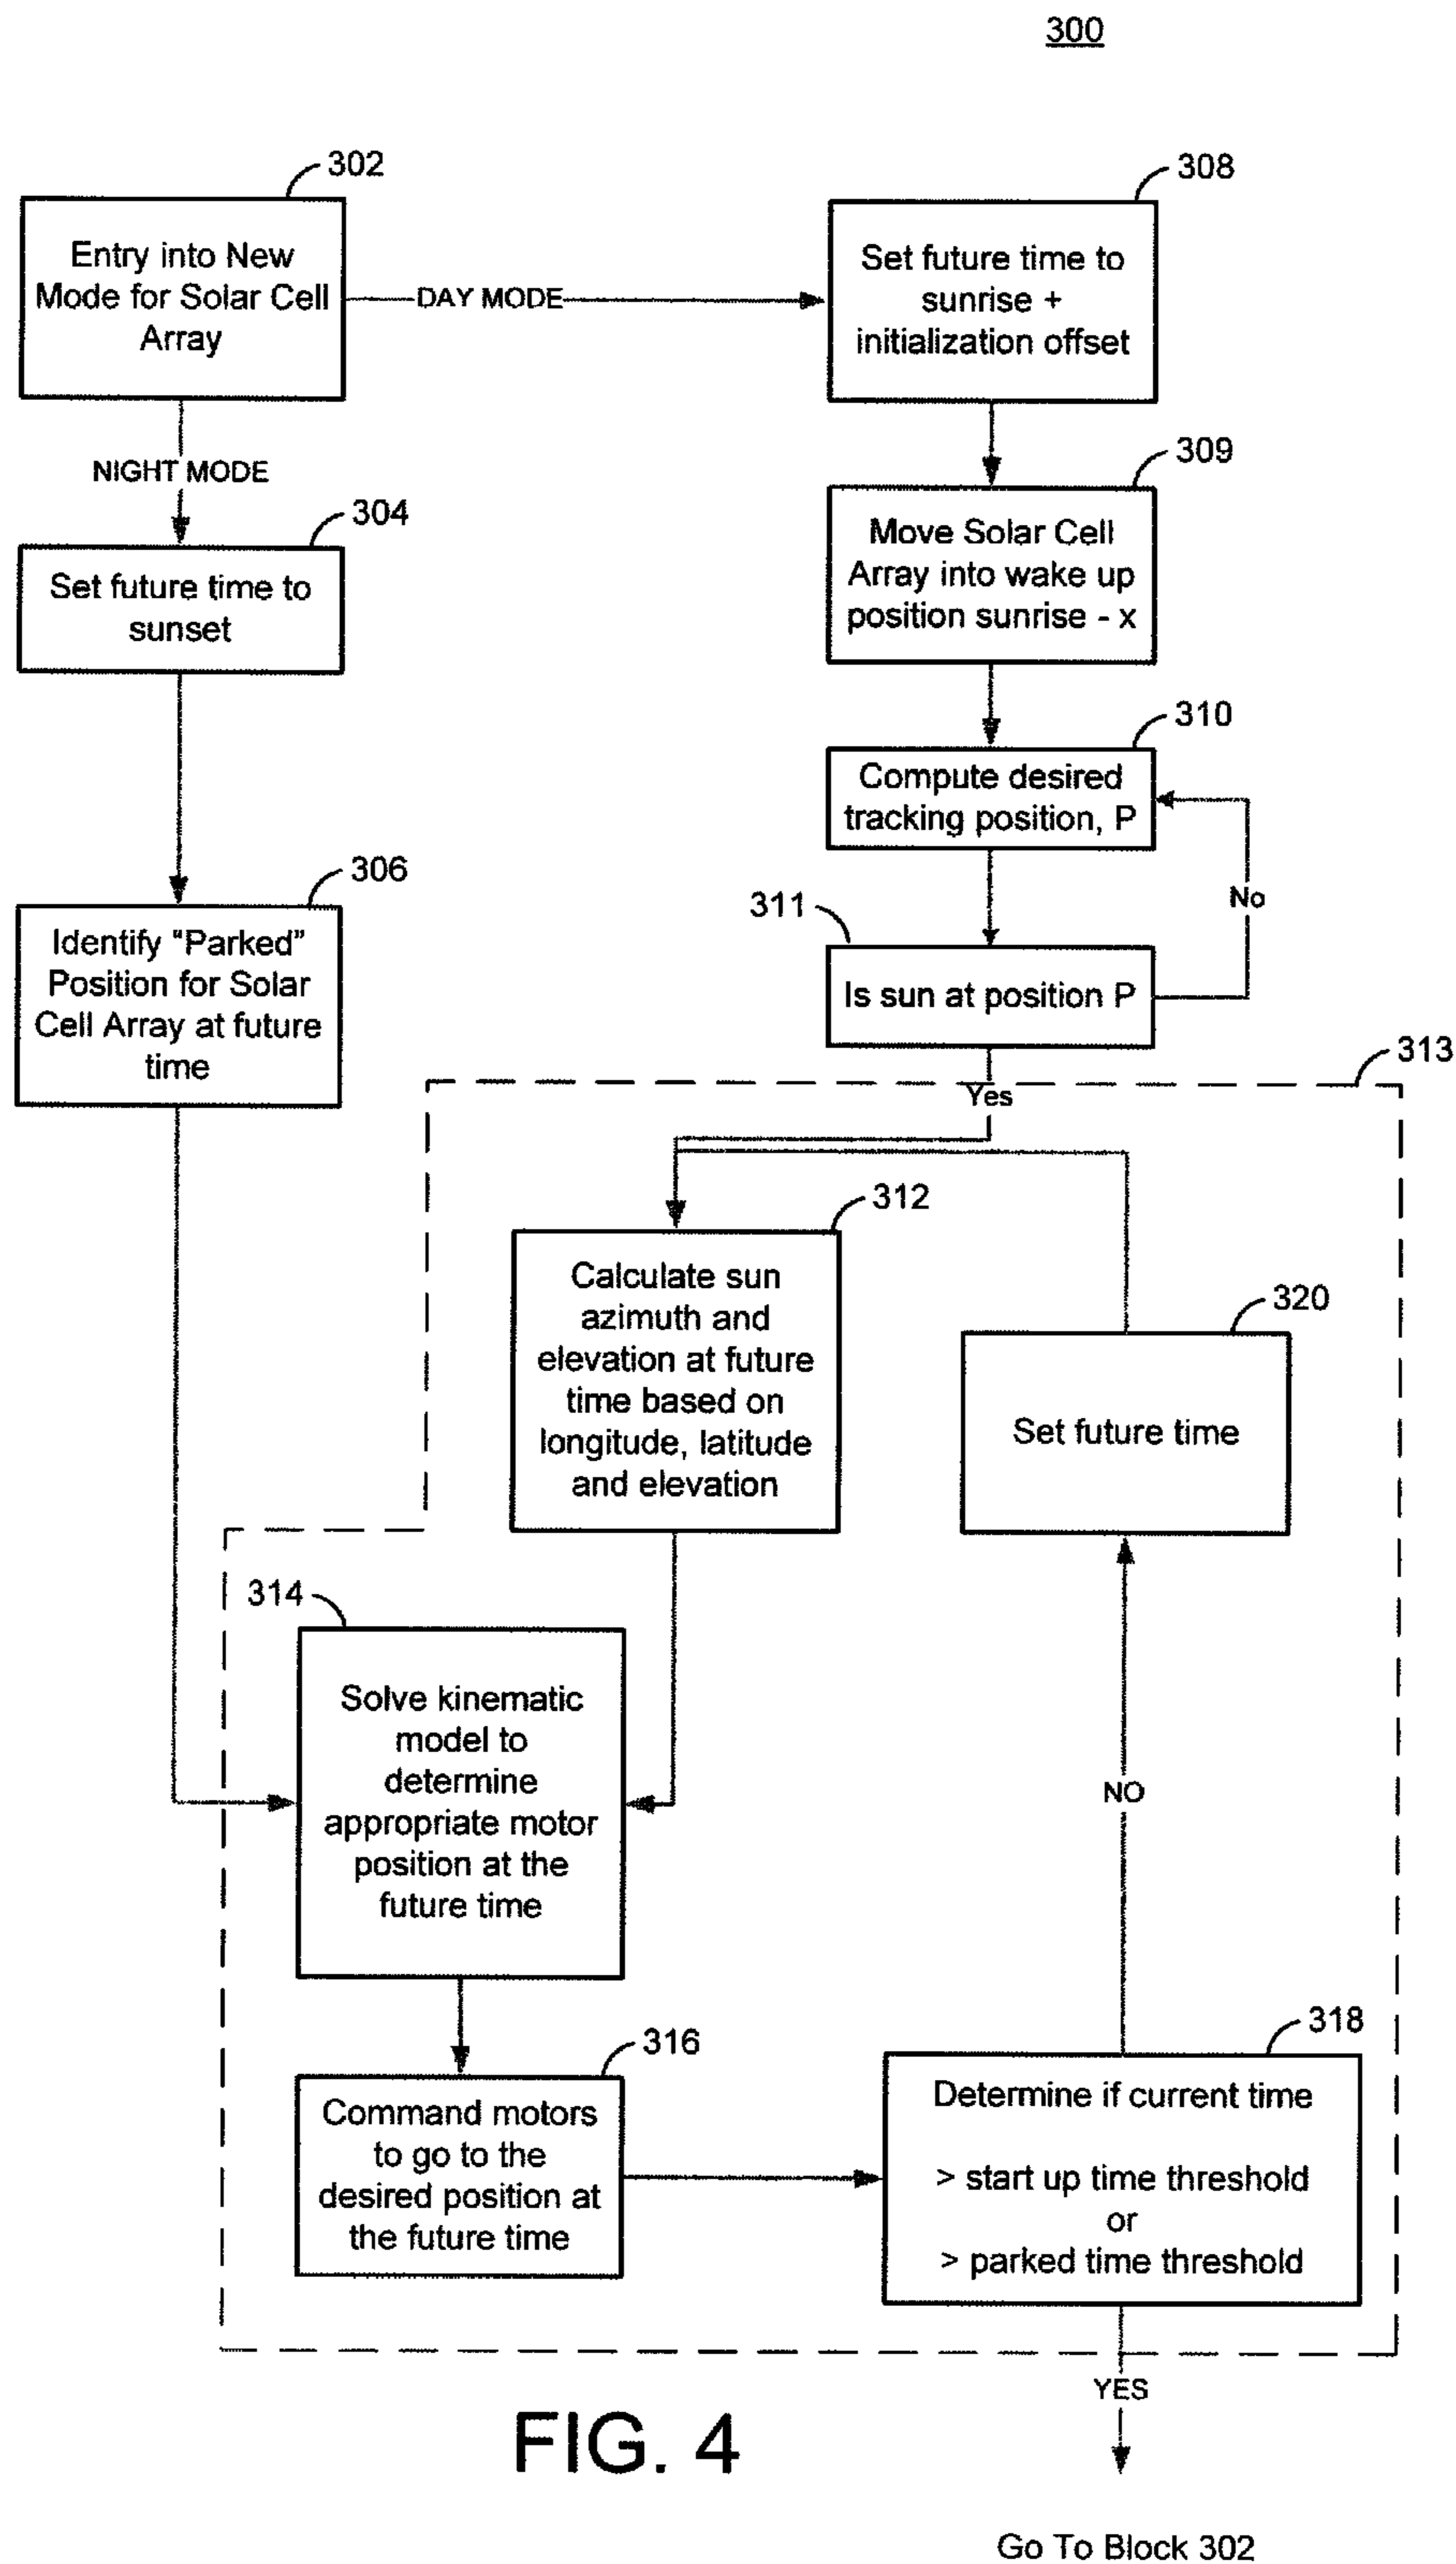 300
302
Entry into New
Mode for Solar Cell
Array
DAY MODE
308
Set future time to
sunrise +
initialization offset
NIGHT MODE
304
Set future time to
sunset
309
Move Solar Cell
Array into wake up
position sunrise - x
310
Compute desired
tracking position, P
No
311
Is sun at position P
306
Identify “Parked”
Position for Solar
Cell Array at future
time
313
Yes
312
Calculate sun
azimuth and
elevation at future
time based on
longitude, latitude
and elevation
320
Set future time
314
Solve kinematic
model to
determine
appropriate motor
position at the
future time
NO
316
Command motors
to go to the
desired position at
the future time
318
Determine if current time
> start up time threshold
or
> parked time threshold
YES
FIG. 4
Go To Block 302